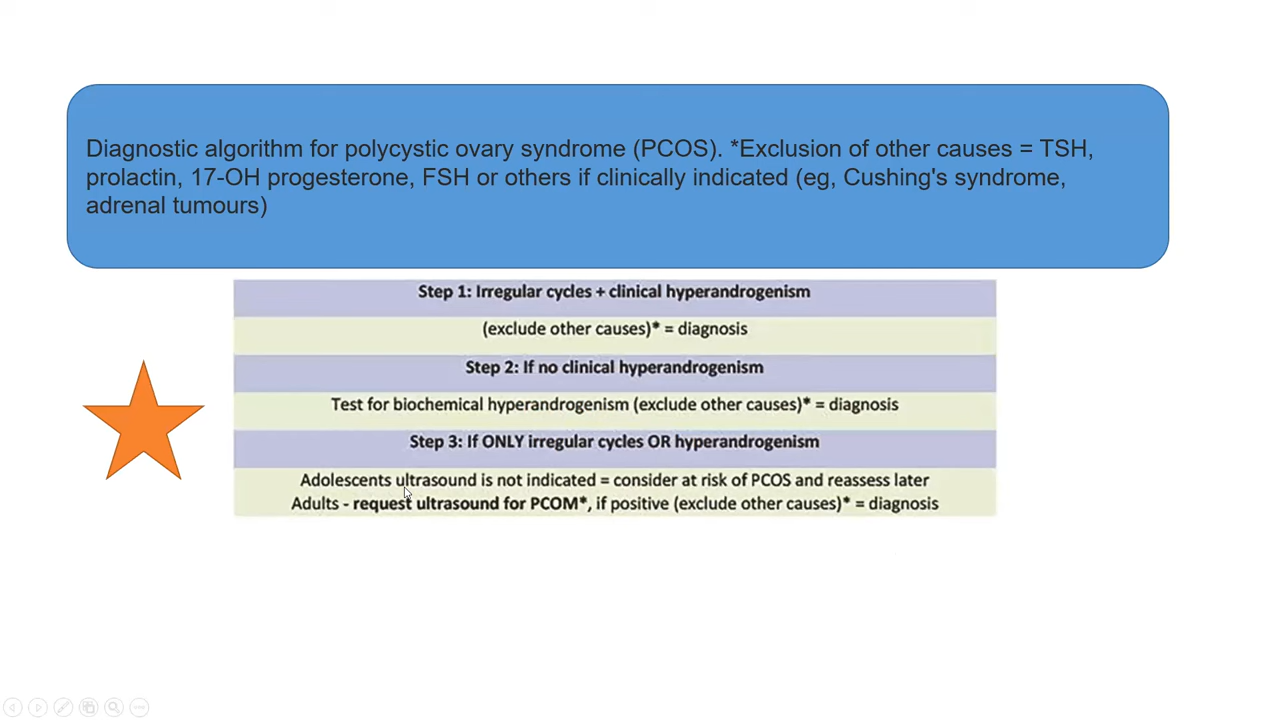 Diagnostic algorithm for polycystic ovary syndrome (PCOS). *Exclusion of other causes = TSH,
prolactin, 17-OH progesterone, FSH or others if clinically indicated (eg, Cushing's syndrome,
adrenal tumours)
Step 1: Irregular cycles + clinical hyperandrogenism
(exclude other causes)* = diagnosis
Step 2: If no clinical hyperandrogenism
Test for biochemical hyperandrogenism (exclude other causes)* = diagnosis
Step 3: If ONLY irregular cycles OR hyperandrogenism
Adolescents ultrasound is not indicated = consider at risk of PCOS and reassess later
Adults - request ultrasound for PCOM*, if positive (exclude other causes)* = diagnosis